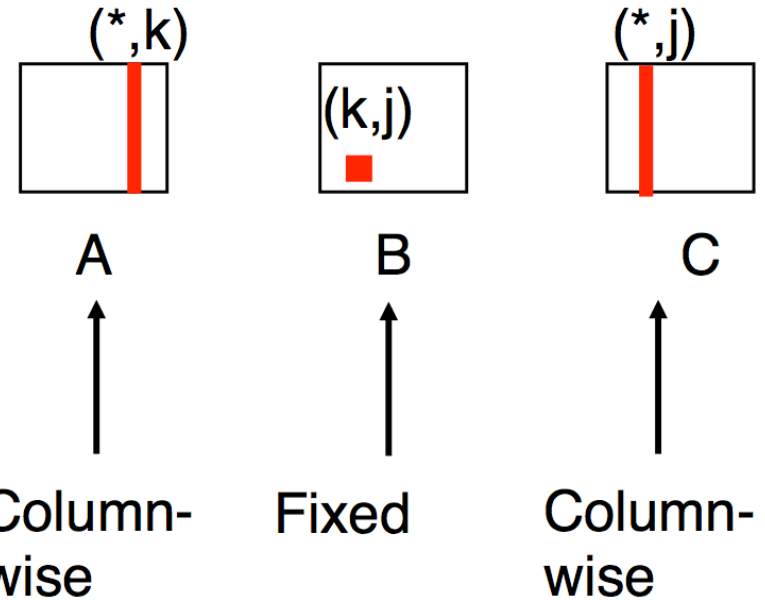 (*,k)
(k,j)
(*,j)
A
B
C
Column-
wise
Fixed
Column-
wise